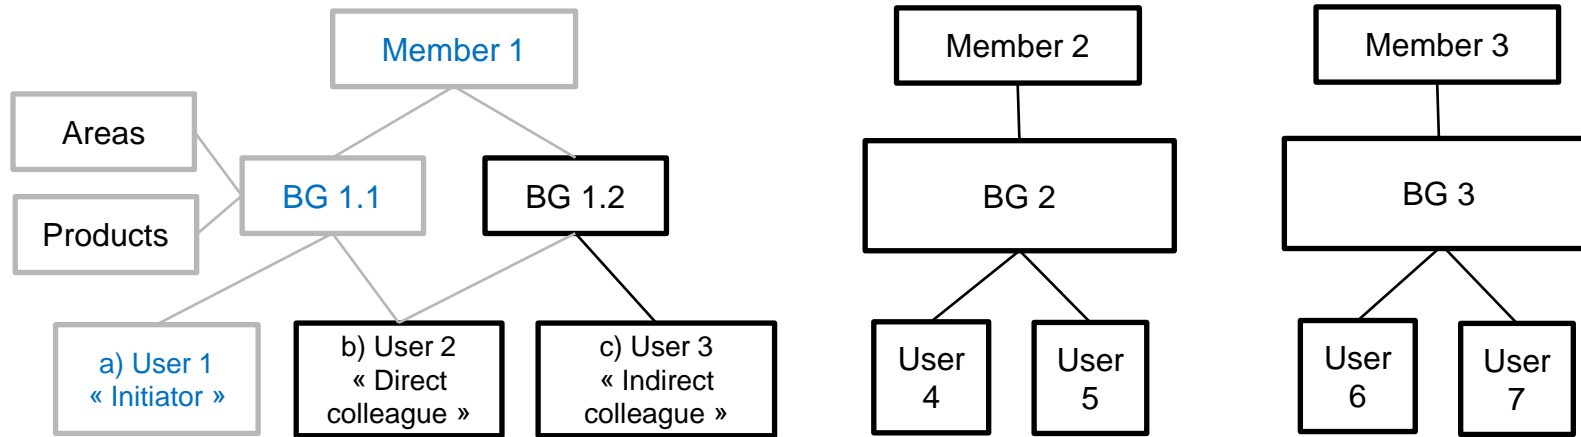 Member 1
Member 2
Member 3
Areas
Products
BG 1.1
BG 1.2
BG 2
BG 3
a) User 1
« Initiator »
b) User 2
« Direct
colleague »
c) User 3
« Indirect
colleague »
User
4
User
5
User
6
User
7